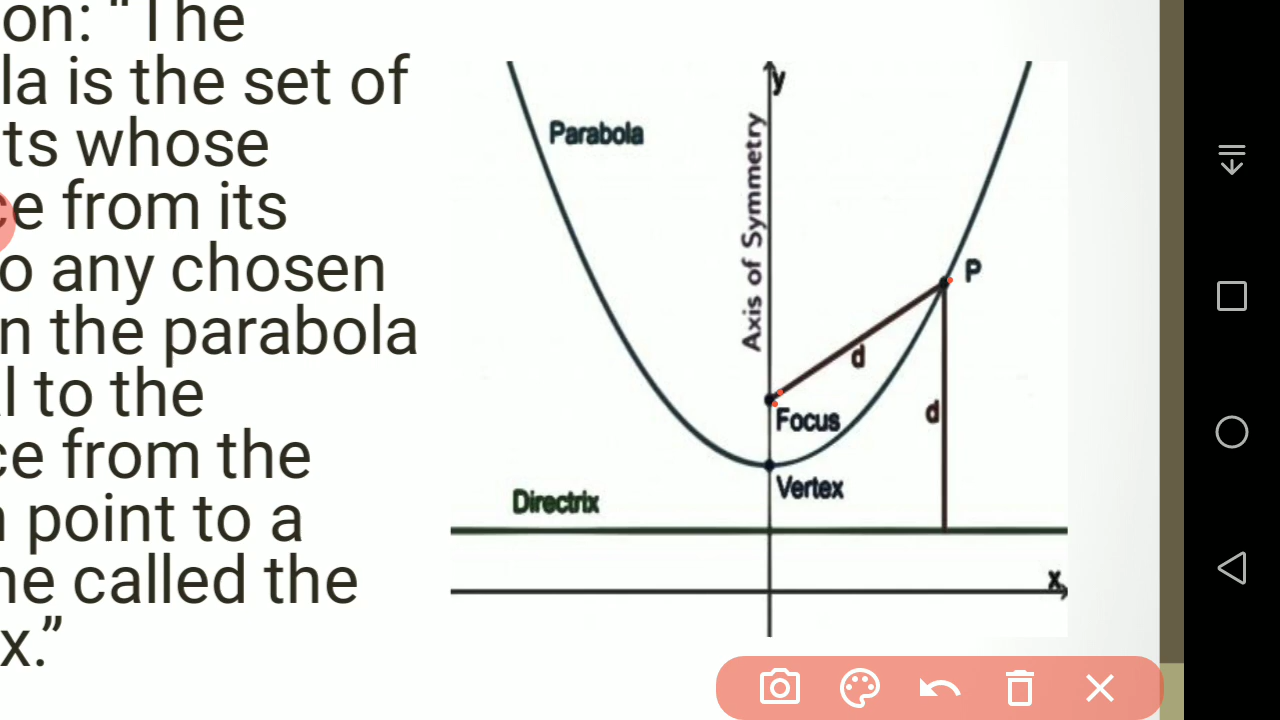 on: “The
la is the set of
ts whose
ce from its
o any chosen
n the parabola
l to the
ce from the
point to a
ne called the
x.”
y
Parabola
Axis of Symmetry
P
d
d
Focus
Vertex
Directrix
x